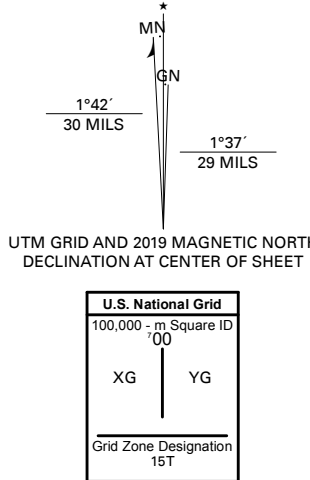 MN
GN
1°42´
30 MILS
1°37´
29 MILS
UTM GRID AND 2019 MAGNETIC NORTH
DECLINATION AT CENTER OF SHEET
U.S. National Grid
100,000 - m Square ID
⁷00
XG YG
Grid Zone Designation
15T